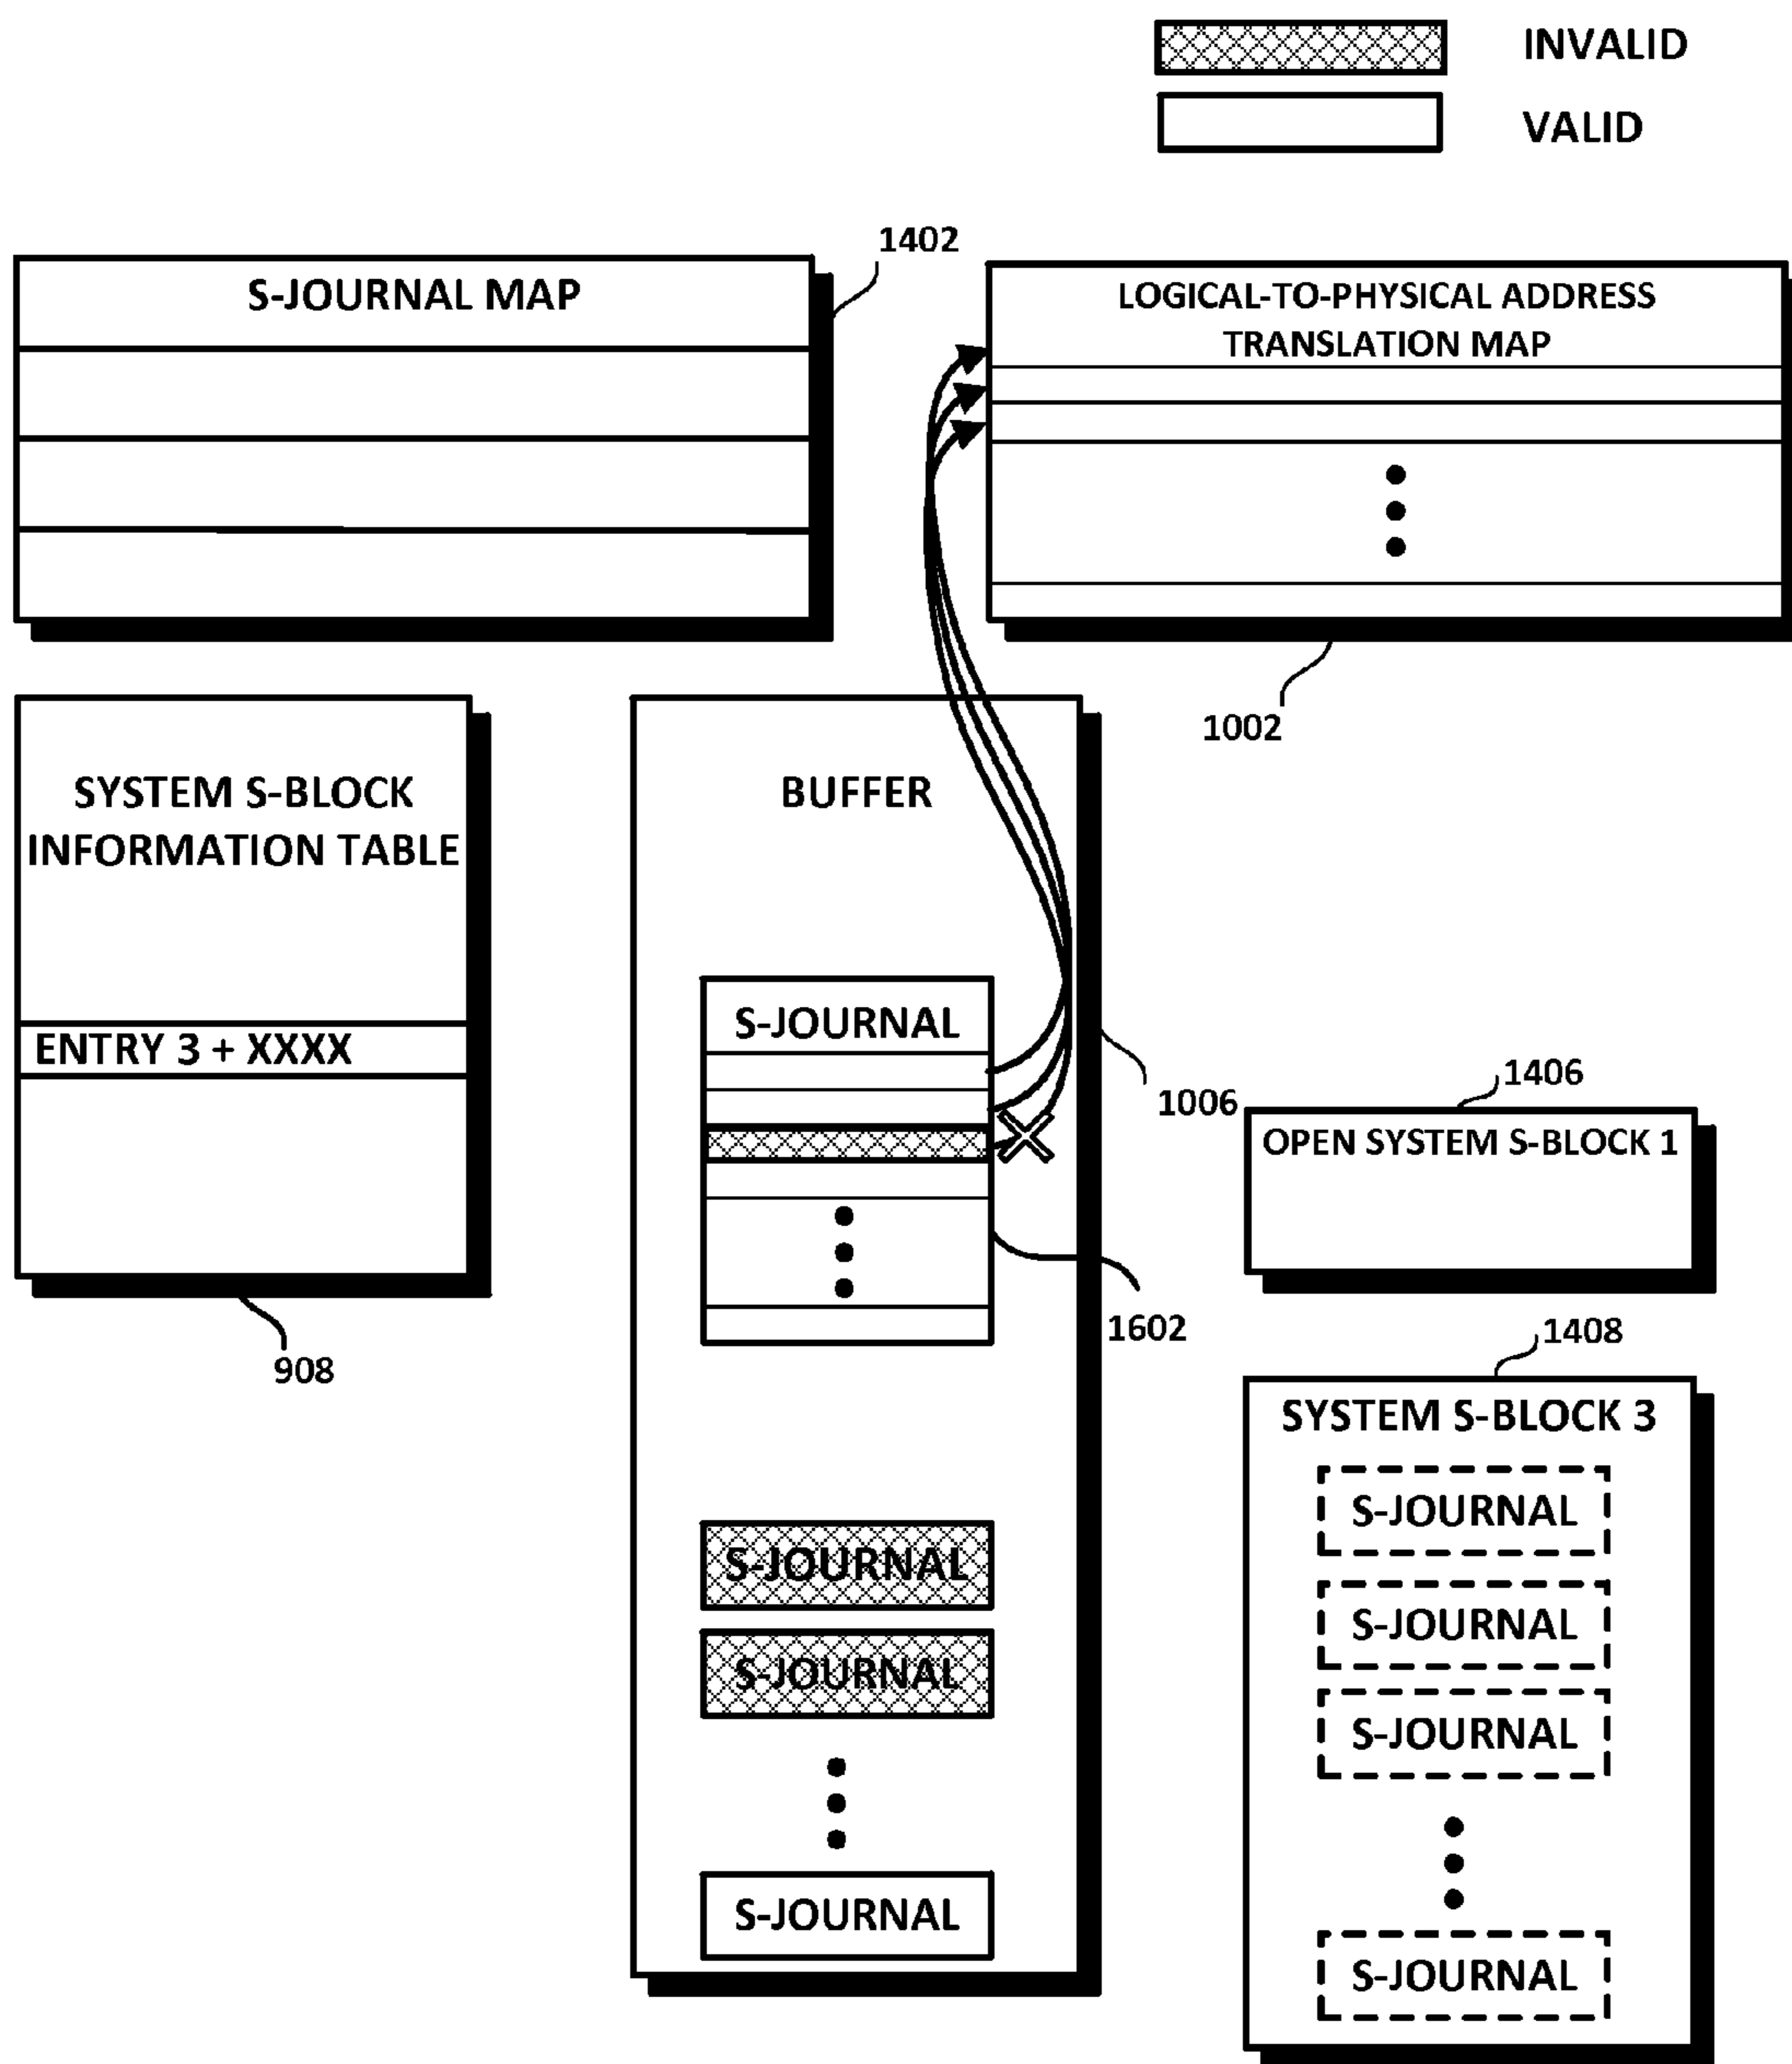 INVALID
VALID
1402
S-JOURNAL MAP
LOGICAL-TO-PHYSICAL ADDRESS
TRANSLATION MAP
1002
SYSTEM S-BLOCK
INFORMATION TABLE
ENTRY 3 + XXXX
908
BUFFER
S-JOURNAL
1006
1602
S-JOURNAL
S-JOURNAL
S-JOURNAL
1406
OPEN SYSTEM S-BLOCK 1
1408
SYSTEM S-BLOCK 3
S-JOURNAL
S-JOURNAL
S-JOURNAL
S-JOURNAL